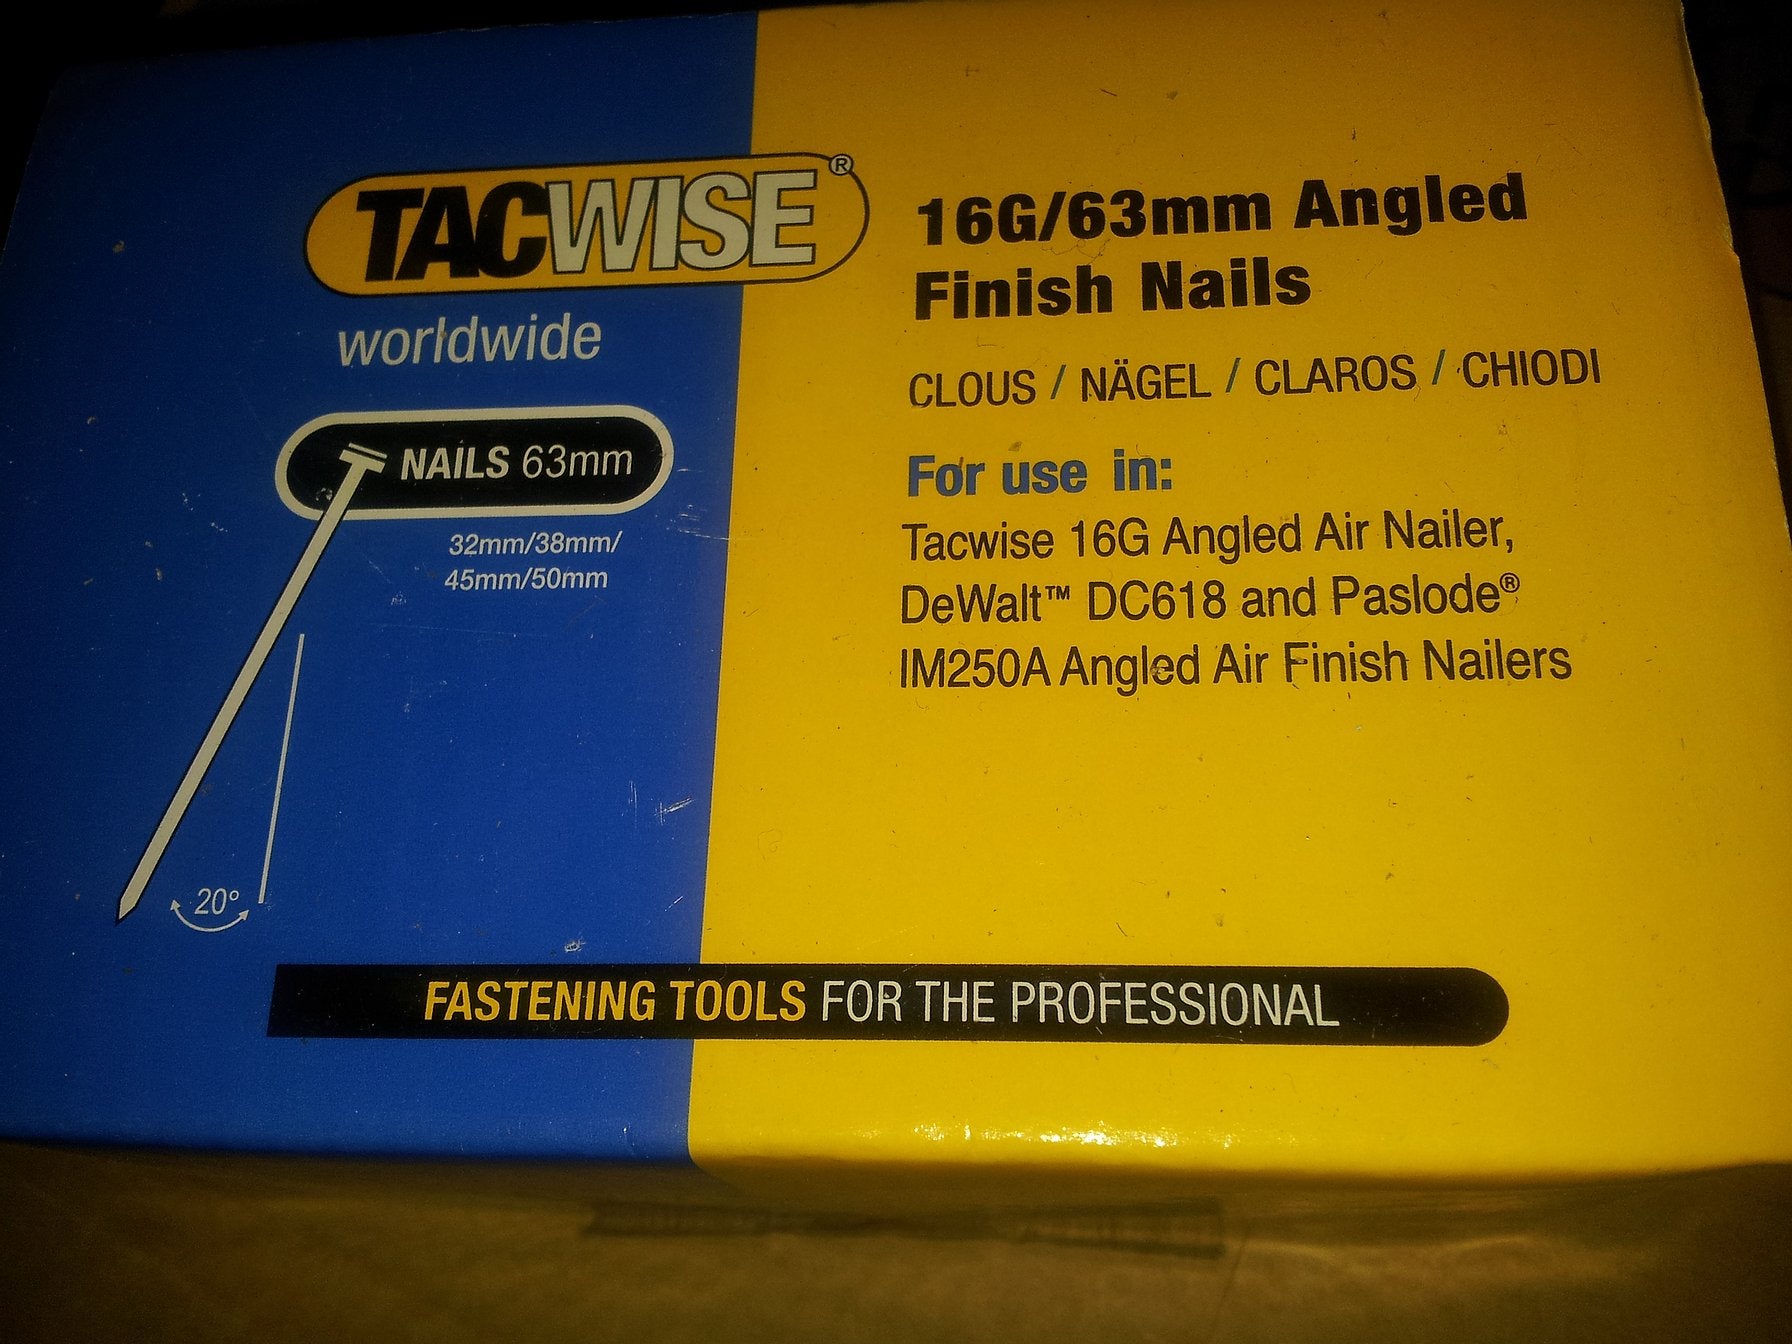 TACWISE®
worldwide
NAILS 63mm
32mm/38mm/
45mm/50mm
20°
16G/63mm Angled
Finish Nails
CLOUS / NÄGEL / CLAROS / CHIODI
For use in:
Tacwise 16G Angled Air Nailer,
DeWalt™ DC618 and Paslode®
IM250A Angled Air Finish Nailers
FASTENING TOOLS FOR THE PROFESSIONAL